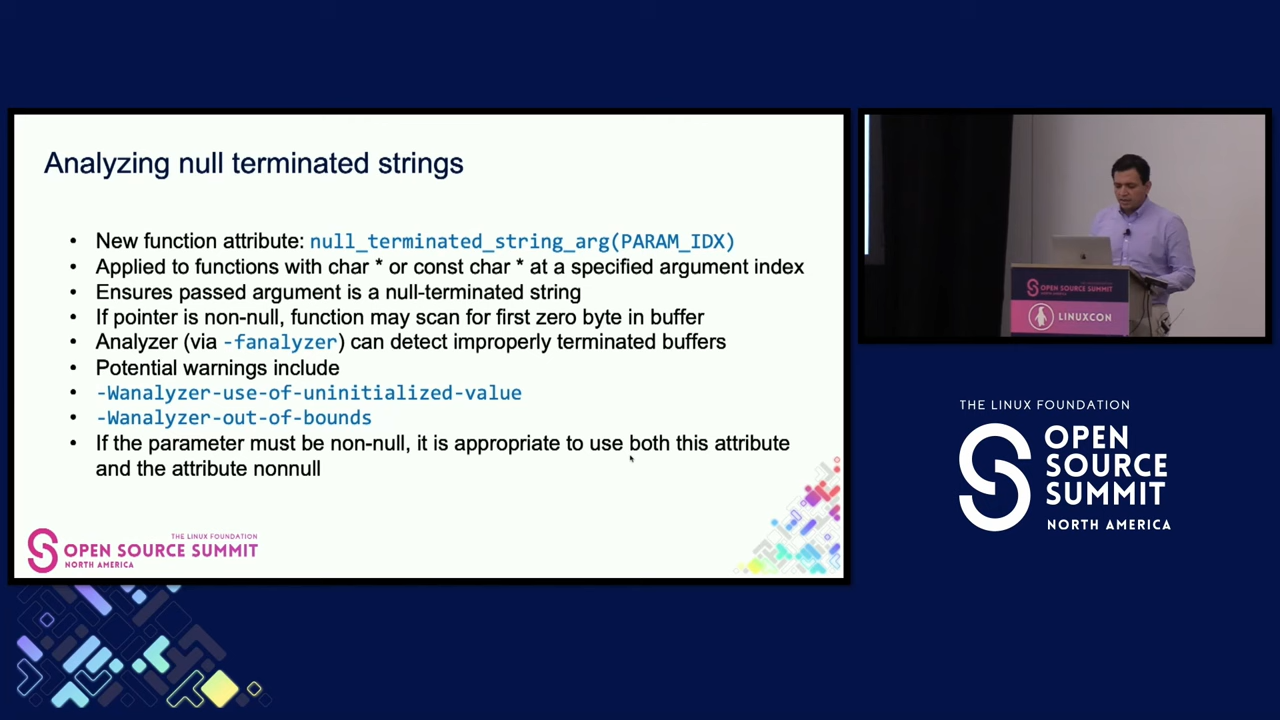 Analyzing null terminated strings
• New function attribute: null_terminated_string_arg(PARAM_IDX)
• Applied to functions with char * or const char * at a specified argument index
• Ensures passed argument is a null-terminated string
• If pointer is non-null, function may scan for first zero byte in buffer
• Analyzer (via -fanalyzer) can detect improperly terminated buffers
• Potential warnings include
• -Wanalyzer-use-of-uninitialized-value
• -Wanalyzer-out-of-bounds
• If the parameter must be non-null, it is appropriate to use both this attribute
and the attribute nonnull
THE LINUX FOUNDATION
OPEN SOURCE SUMMIT
NORTH AMERICA
OPEN SOURCE SUMMIT
NORTH AMERICA
LINUXCON
THE LINUX FOUNDATION
OPEN
SOURCE
SUMMIT
NORTH AMERICA